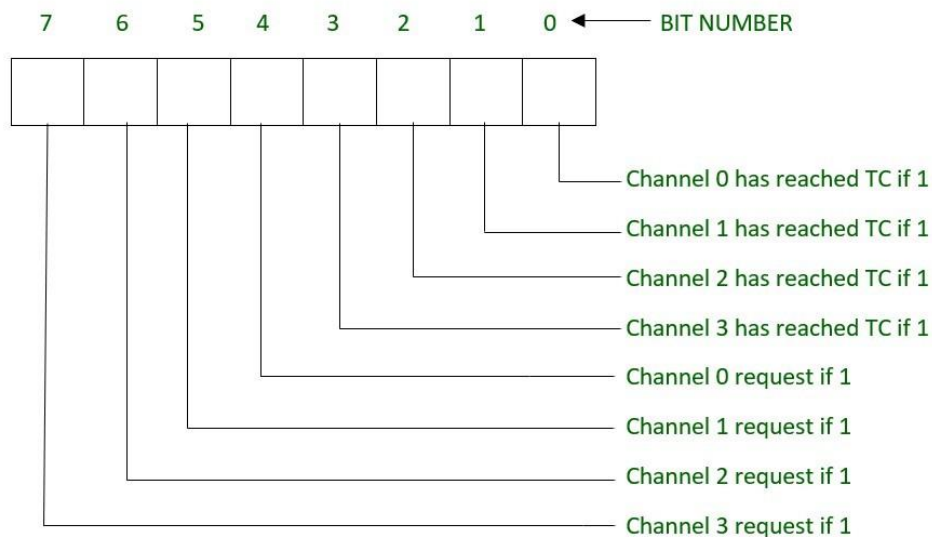 7 6 5 4 3 2 1 0 BIT NUMBER
Channel 0 has reached TC if 1
Channel 1 has reached TC if 1
Channel 2 has reached TC if 1
Channel 3 has reached TC if 1
Channel 0 request if 1
Channel 1 request if 1
Channel 2 request if 1
Channel 3 request if 1